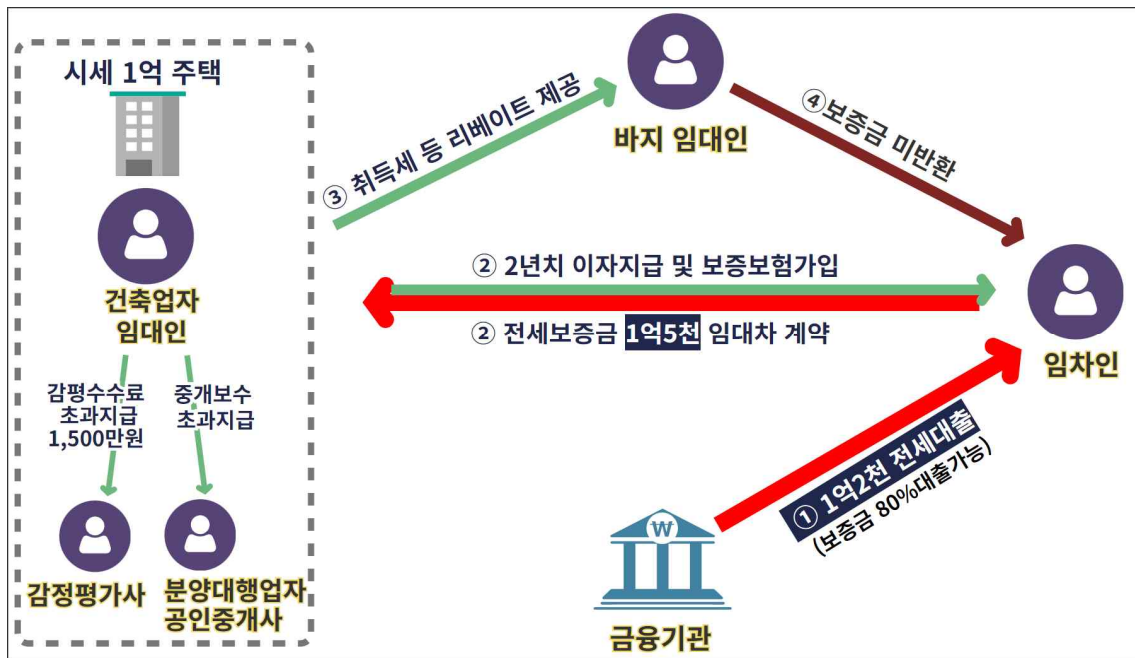 시세 1억 주택
건축업자
임대인
감평수수료
초과지급
1,500만원
중개보수
초과지급
감정평가사
분양대행업자
공인중개사
③ 취득세 등 리베이트 제공
바지 임대인
④보증금 미반환
② 2년치 이자지급 및 보증보험가입
② 전세보증금 1억5천 임대차 계약
임차인
① 1억2천 전세대출
(보증금 80%대출가능)
W
금융기관